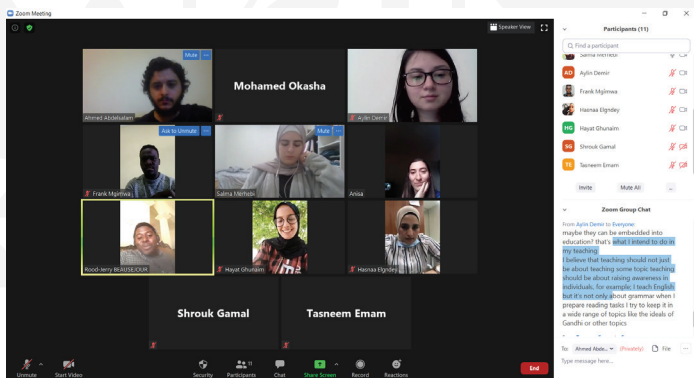 Zoom Meeting
Speaker View
Mute
Ahmed Abdelsalam
Mohamed Okasha
Aylin Demir
Ask to Unmute
Frank Mgimwa
Mute
Salma Merhebi
Anisa
Rood-Jerry BEAUSEJOUR
Hayat Ghunaim
Hasnaa Elgndey
Shrouk Gamal
Tasneem Emam
Unmute
Start Video
Security
Participants
11
Chat
Share Screen
Record
Reactions
End
Participants (11)
Find a participant
Salma Merhebi
AD Aylin Demir
Frank Mgimwa
Hasnaa Elgndey
HG Hayat Ghunaim
SG Shrouk Gamal
TE Tasneem Emam
Invite
Mute All
...
Zoom Group Chat
From Aylin Demir to Everyone:
maybe they can be embedded into
education? that's what I intend to do in
my teaching
I believe that teaching should not just
be about teaching some topic teaching
should be about raising awareness in
individuals, for example; I teach English
but it's not only about grammar when I
prepare reading tasks I try to keep it in
a wide range of topics like the ideals of
Gandhi or other topics
To: Ahmed Abde... (Privately) File ...
Type message here...